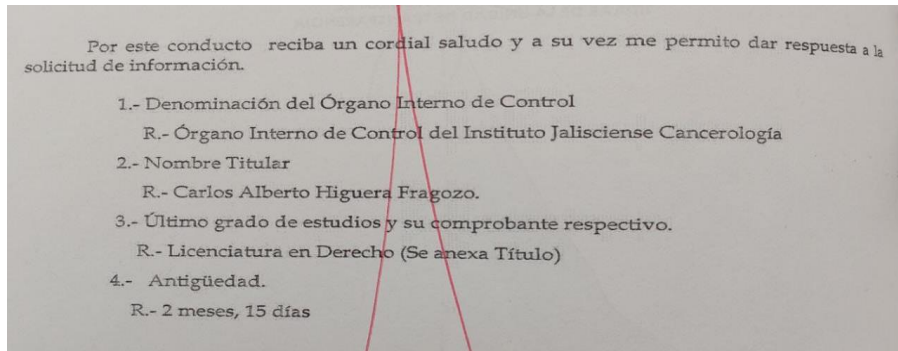 Por este conducto reciba un cordial saludo y a su vez me permito dar respuesta a la
solicitud de información.
1.- Denominación del Órgano Interno de Control
R.- Órgano Interno de Control del Instituto Jalisciense Cancerología
2.- Nombre Titular
R.- Carlos Alberto Higuera Fragozo.
3.- Último grado de estudios y su comprobante respectivo.
R.- Licenciatura en Derecho (Se anexa Título)
4.- Antigüedad.
R.- 2 meses, 15 días